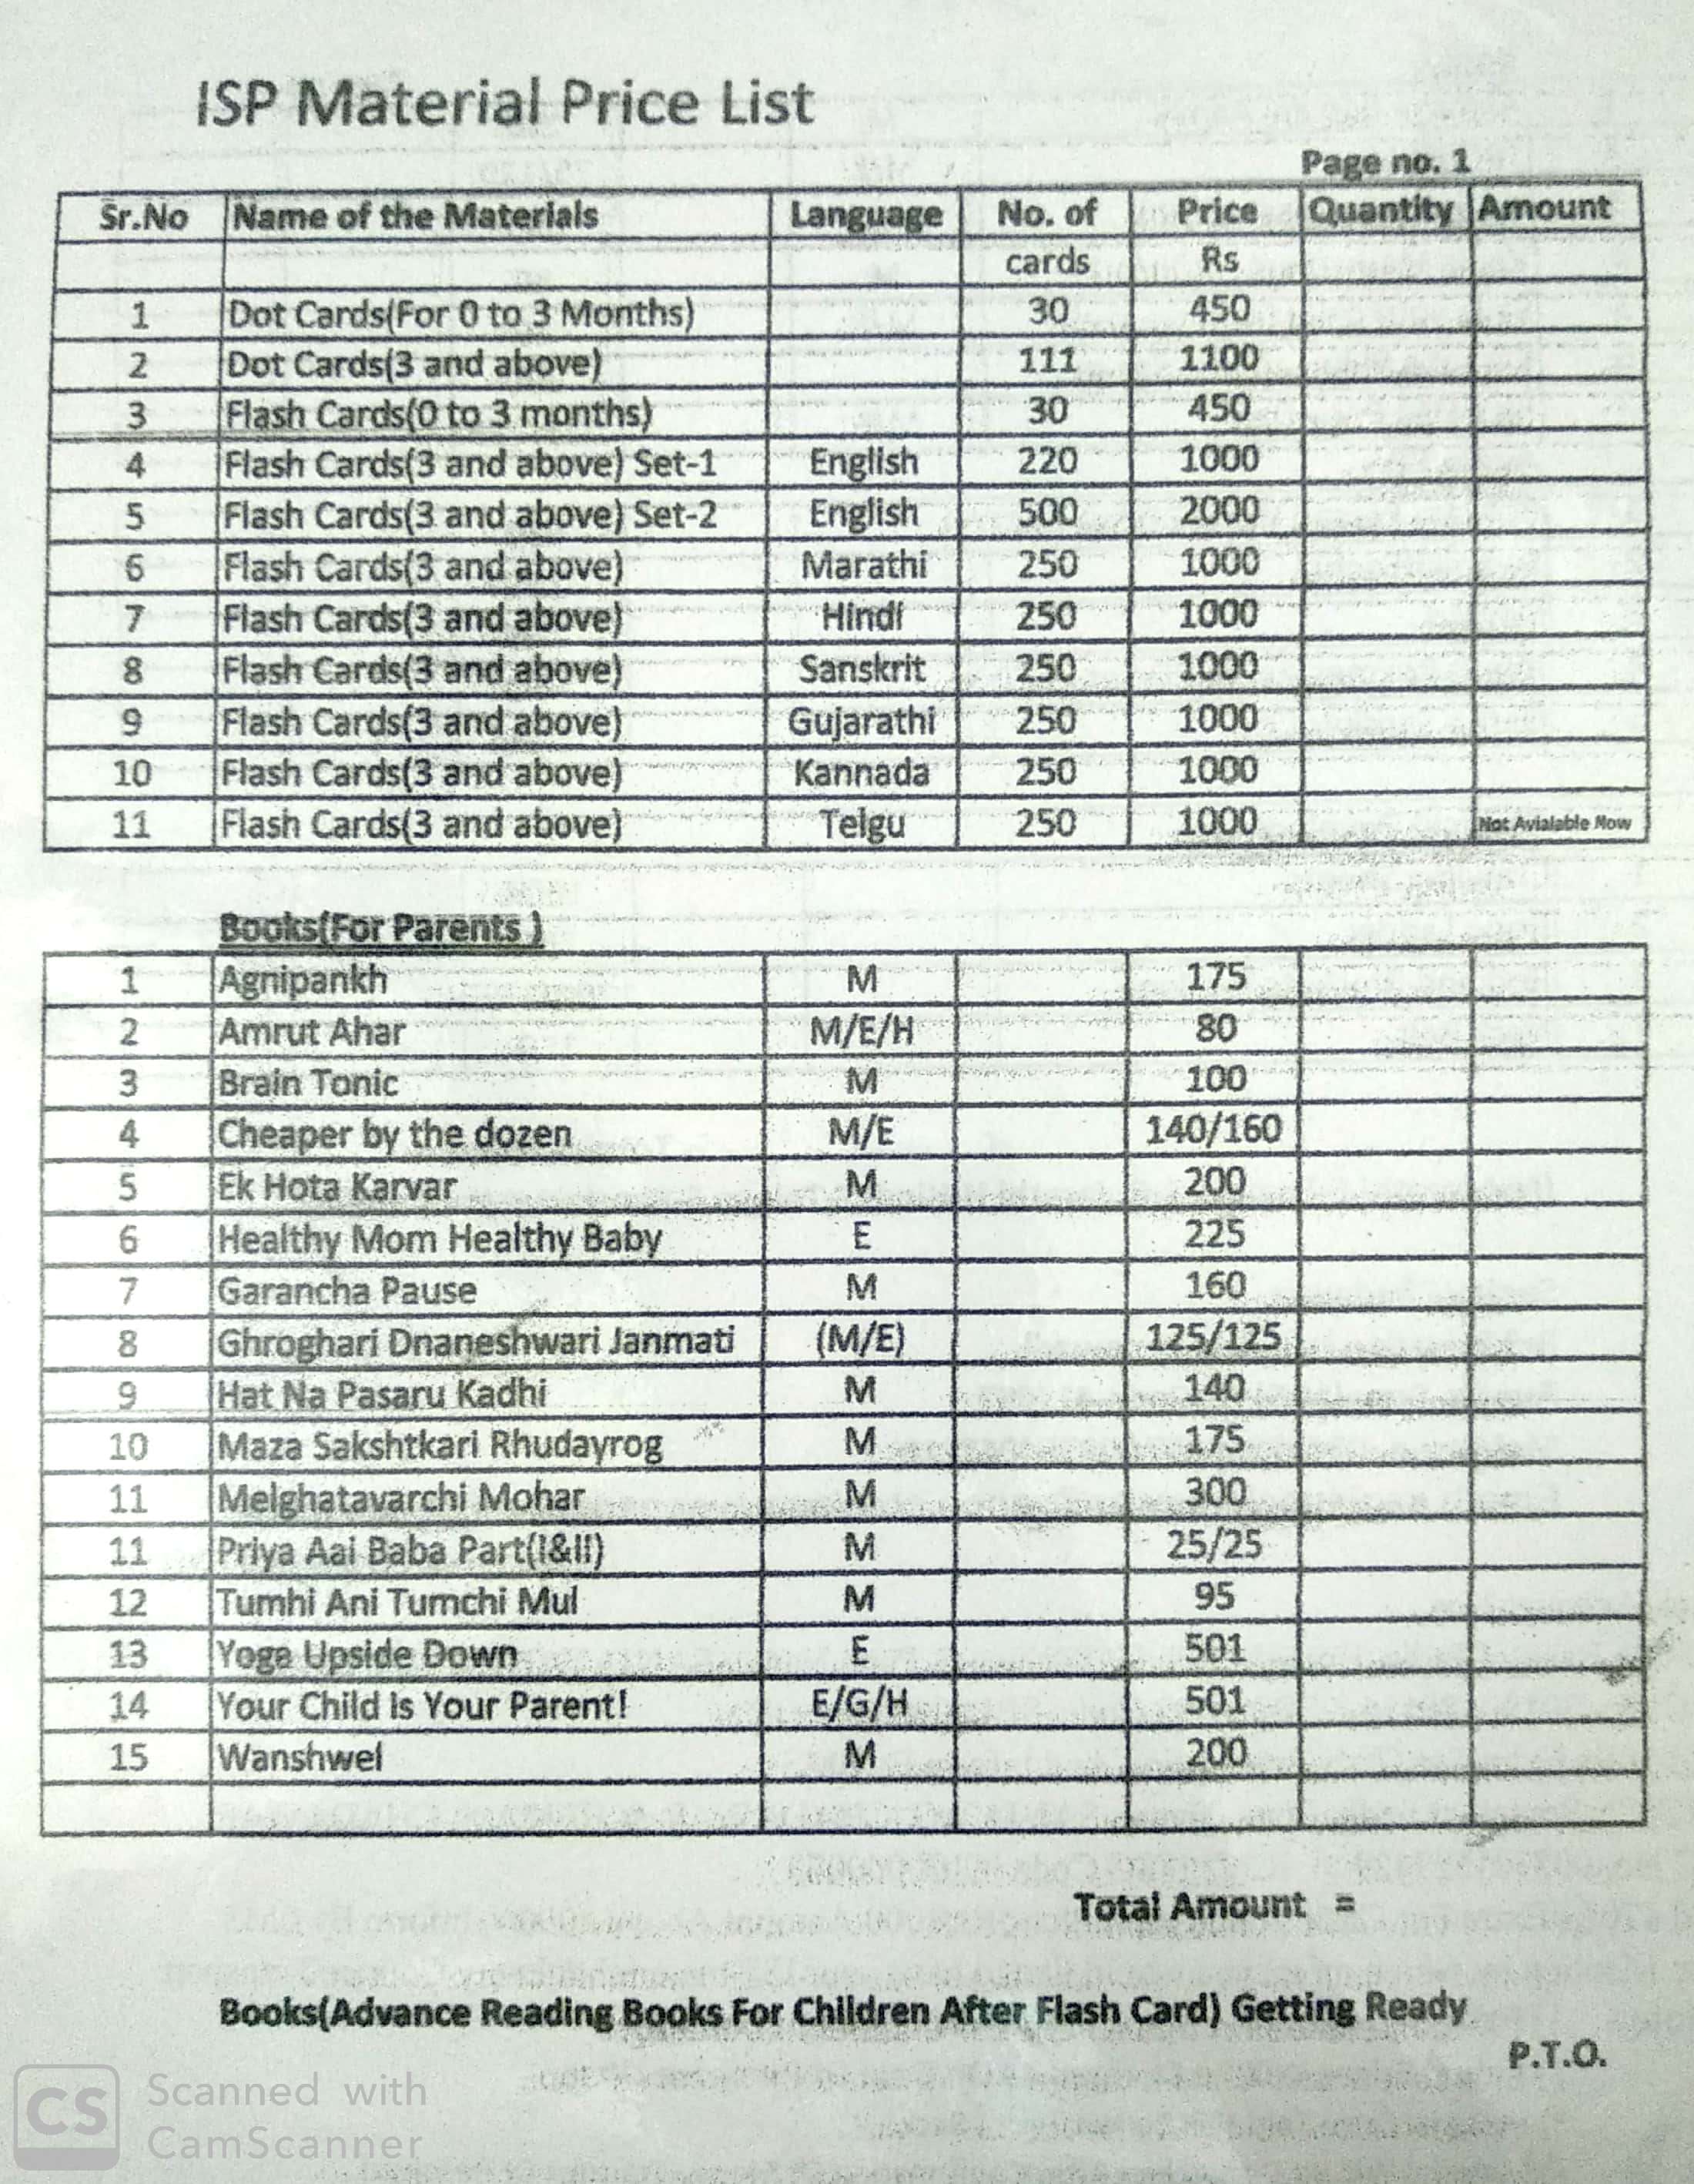 ISP Material Price List
Page no. 1
Sr.No Name of the Materials Language No. of Price Quantity Amount
cards Rs
1 Dot Cards(For 0 to 3 Months) 30 450
2 Dot Cards(3 and above) 111 1100
3 Flash Cards(0 to 3 months) 30 450
4 Flash Cards(3 and above) Set-1 English 220 1000
5 Flash Cards(3 and above) Set-2 English 500 2000
6 Flash Cards(3 and above) Marathi 250 1000
7 Flash Cards(3 and above) Hindi 250 1000
8 Flash Cards(3 and above) Sanskrit 250 1000
9 Flash Cards(3 and above) Gujarathi 250 1000
10 Flash Cards(3 and above) Kannada 250 1000
11 Flash Cards(3 and above) Telgu 250 1000 Not Avialable Now
Books(For Parents )
1 Agnipankh M 175
2 Amrut Ahar M/E/H 80
3 Brain Tonic M 100
4 Cheaper by the dozen M/E 140/160
5 Ek Hota Karvar M 200
6 Healthy Mom Healthy Baby E 225
7 Garancha Pause M 160
8 Ghroghari Dnaneshwari Janmati (M/E) 125/125
9 Hat Na Pasaru Kadhi M 140
10 Maza Sakshtkari Rhudayrog M 175
11 Melghatavarchi Mohar M 300
11 Priya Aai Baba Part(I&II) M 25/25
12 Tumhi Ani Tumchi Mul M 95
13 Yoga Upside Down E 501
14 Your Child Is Your Parent! E/G/H 501
15 Wanshwel M 200
Total Amount =
Books(Advance Reading Books For Children After Flash Card) Getting Ready
P.T.O.
CS Scanned with
CamScanner